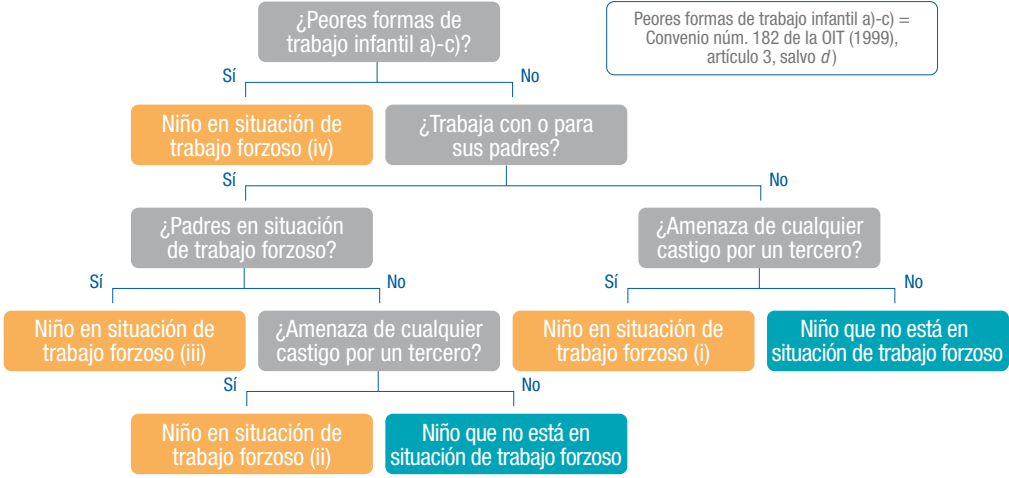 ¿Peores formas de
trabajo infantil a)-c)?
Peores formas de trabajo infantil a)-c) =
Convenio núm. 182 de la OIT (1999),
artículo 3, salvo d)
Sí
No
Niño en situación de
trabajo forzoso (iv)
¿Trabaja con o para
sus padres?
Sí
No
¿Padres en situación
de trabajo forzoso?
¿Amenaza de cualquier
castigo por un tercero?
Sí
No
Sí
No
Niño en situación de
trabajo forzoso (iii)
¿Amenaza de cualquier
castigo por un tercero?
Niño en situación de
trabajo forzoso (i)
Niño que no está en
situación de trabajo forzoso
Sí
No
Niño en situación de
trabajo forzoso (ii)
Niño que no está en
situación de trabajo forzoso